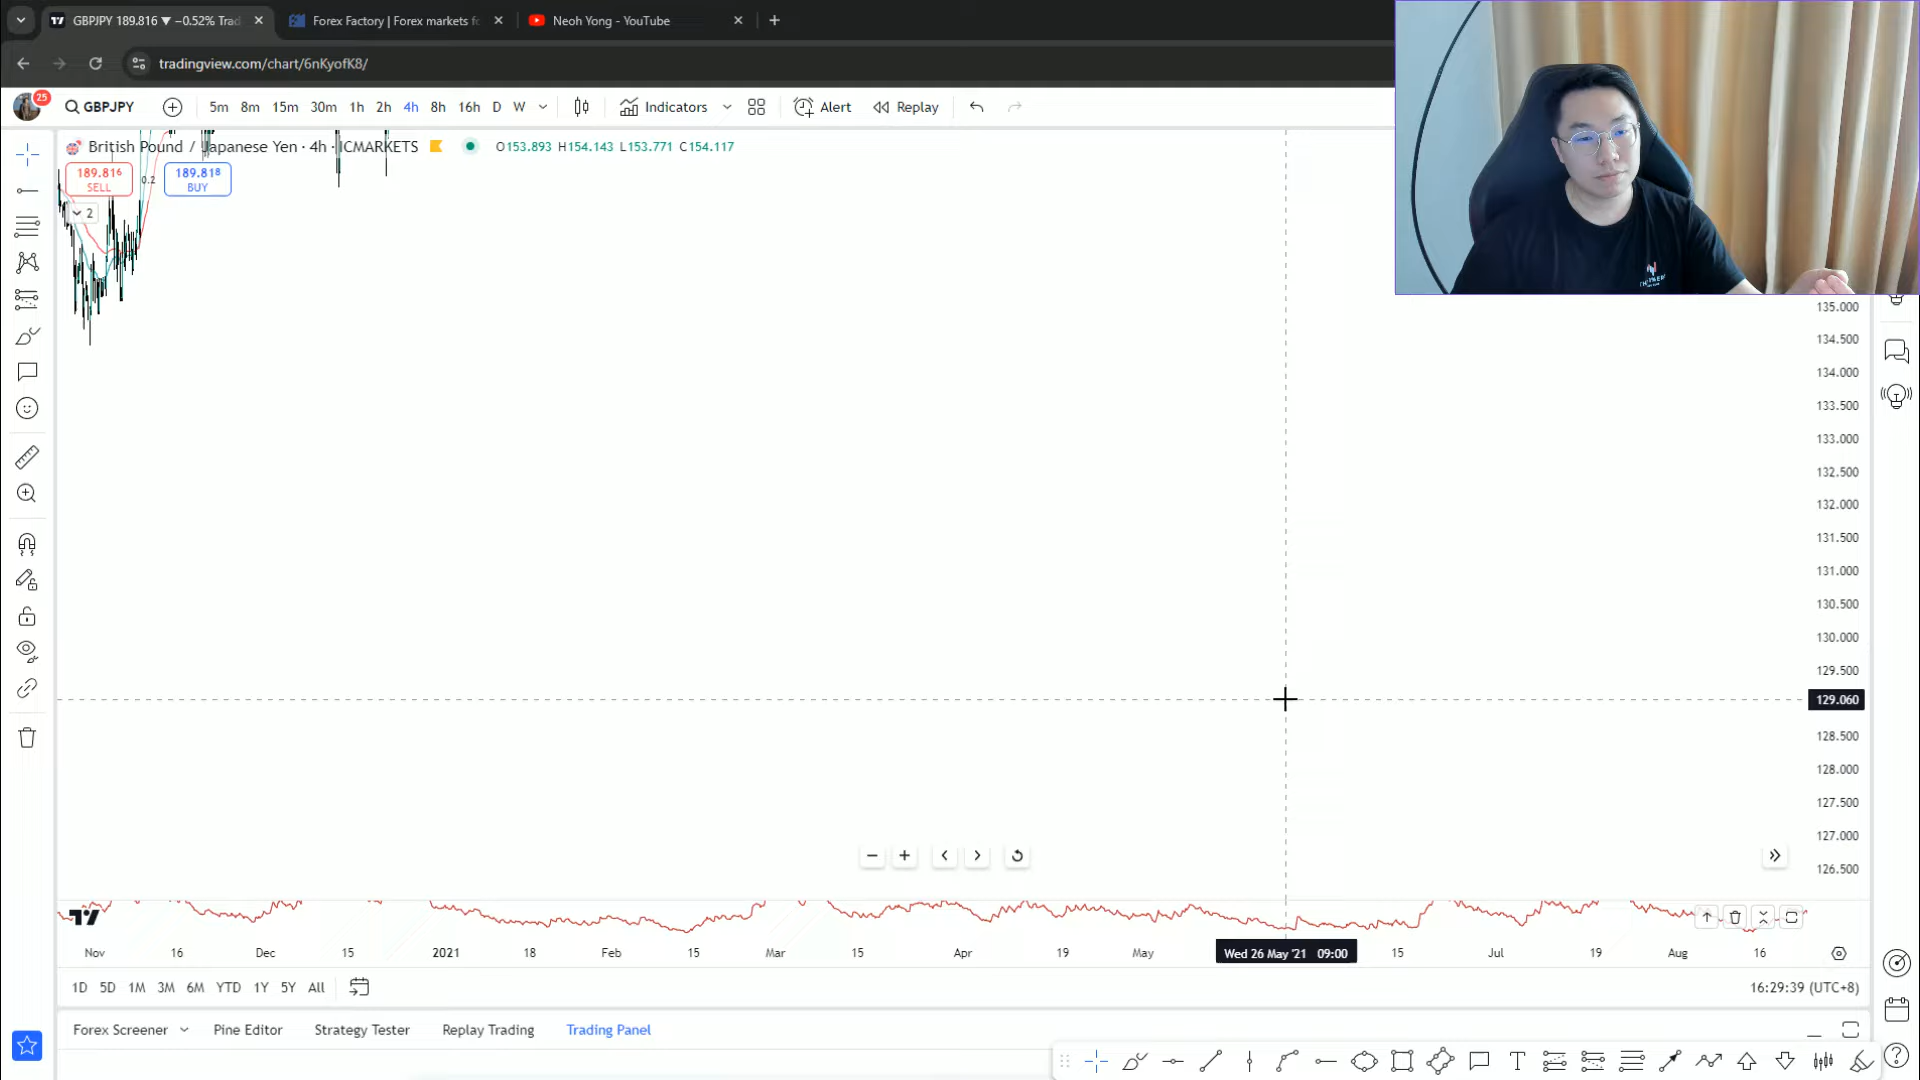 GBPJPY 189.816 ▼ −0.52% Trad
Forex Factory | Forex markets fo
Neoh Yong - YouTube
tradingview.com/chart/6nKyofK8/
25
GBPJPY
5m 8m 15m 30m 1h 2h 4h 8h 16h D W
Indicators
Alert
Replay
British Pound / Japanese Yen · 4h · ICMARKETS
O153.893 H154.143 L153.771 C154.117
189.816
SELL
0.2
189.818
BUY
2
135.000
134.500
134.000
133.500
133.000
132.500
132.000
131.500
131.000
130.500
130.000
129.500
129.060
128.500
128.000
127.500
127.000
126.500
Nov 16 Dec 15 2021 18 Feb 15 Mar 15 Apr 19 May Wed 26 May '21 09:00 15 Jul 19 Aug 16
1D 5D 1M 3M 6M YTD 1Y 5Y All
16:29:39 (UTC+8)
Forex Screener Pine Editor Strategy Tester Replay Trading Trading Panel